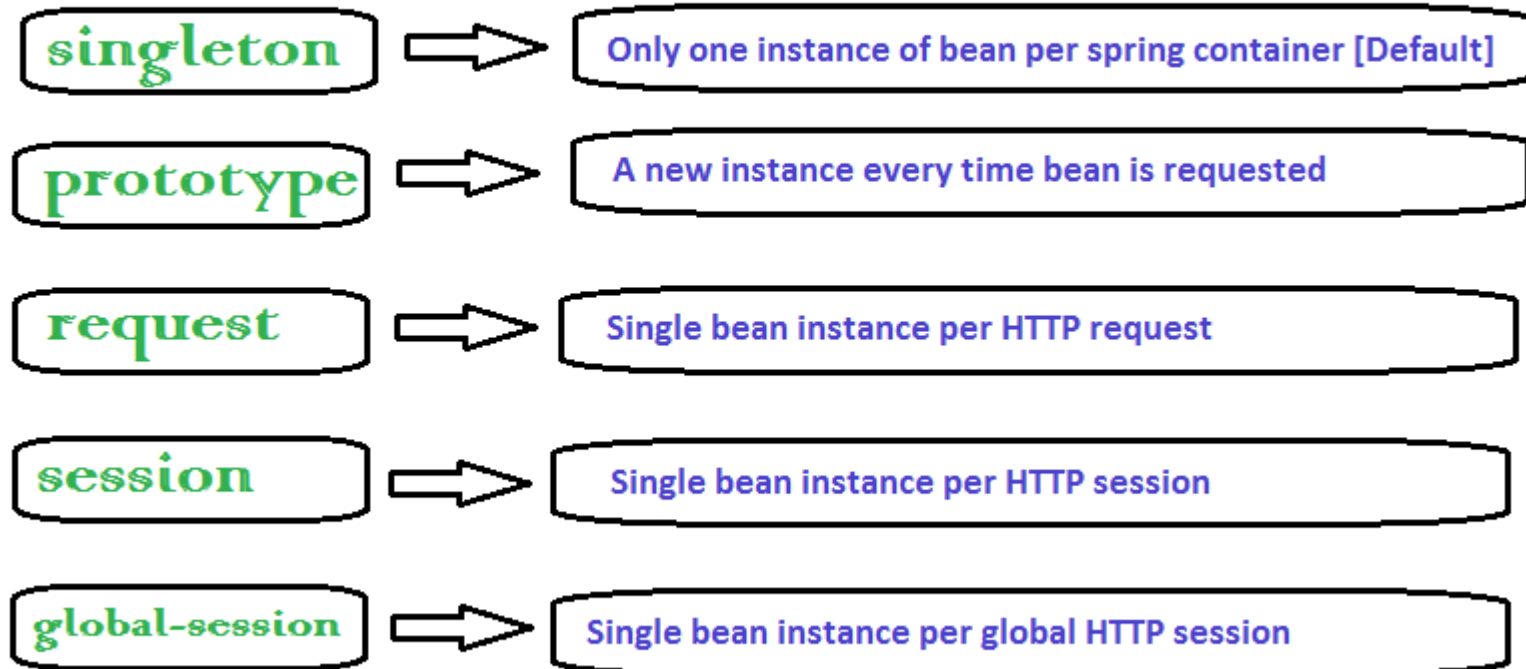 singleton
Only one instance of bean per spring container [Default]
prototype
A new instance every time bean is requested
request
Single bean instance per HTTP request
session
Single bean instance per HTTP session
global-session
Single bean instance per global HTTP session